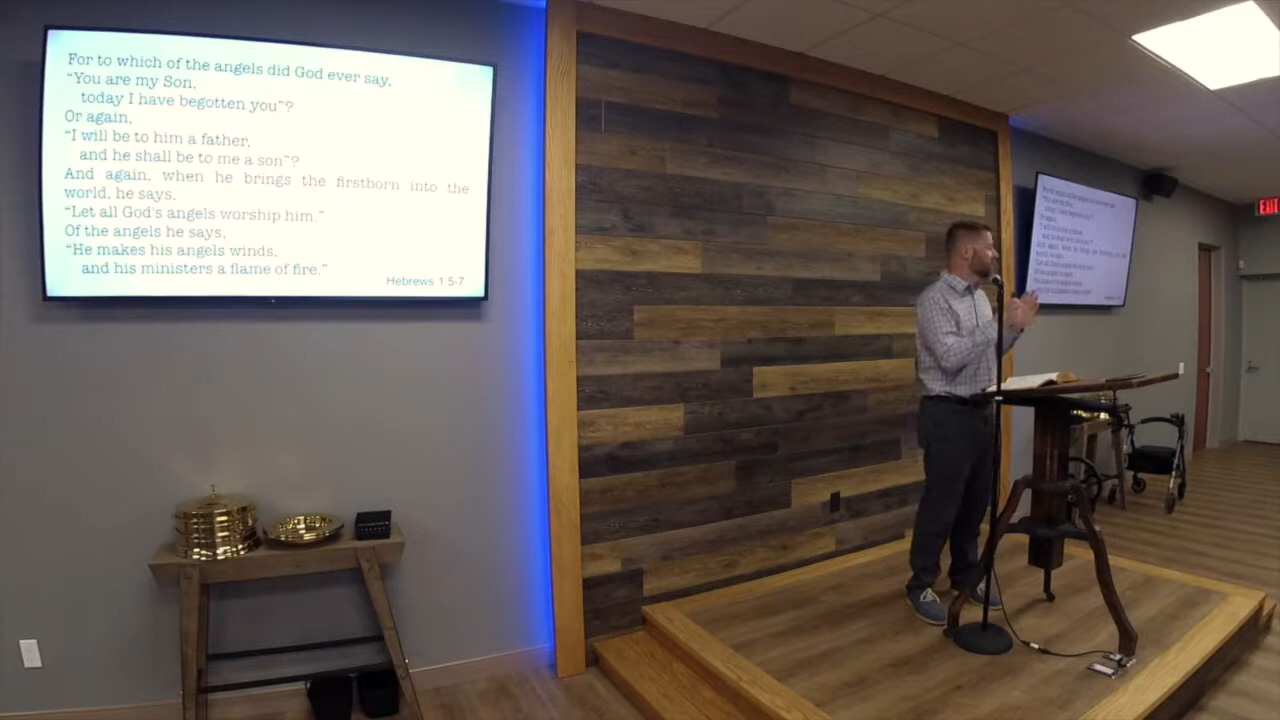 For to which of the angels did God ever say,
"You are my Son,
today I have begotten you"?
Or again,
"I will be to him a father,
and he shall be to me a son"?
And again, when he brings the firstborn into the
world, he says,
"Let all God's angels worship him."
Of the angels he says,
"He makes his angels winds,
and his ministers a flame of fire."
Hebrews 1:5-7
EXIT